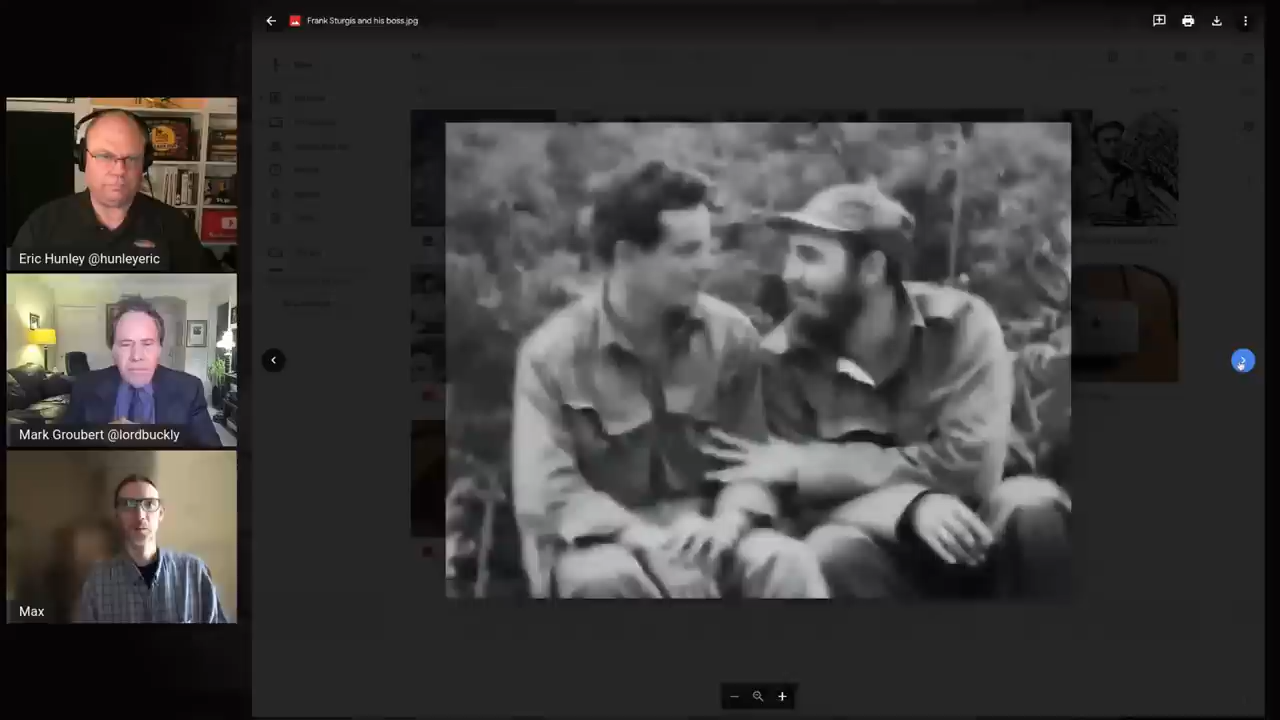 Frank Sturgis and his boss.jpg
Eric Hunley @hunleyeric
Mark Groubert @lordbuckly
Max